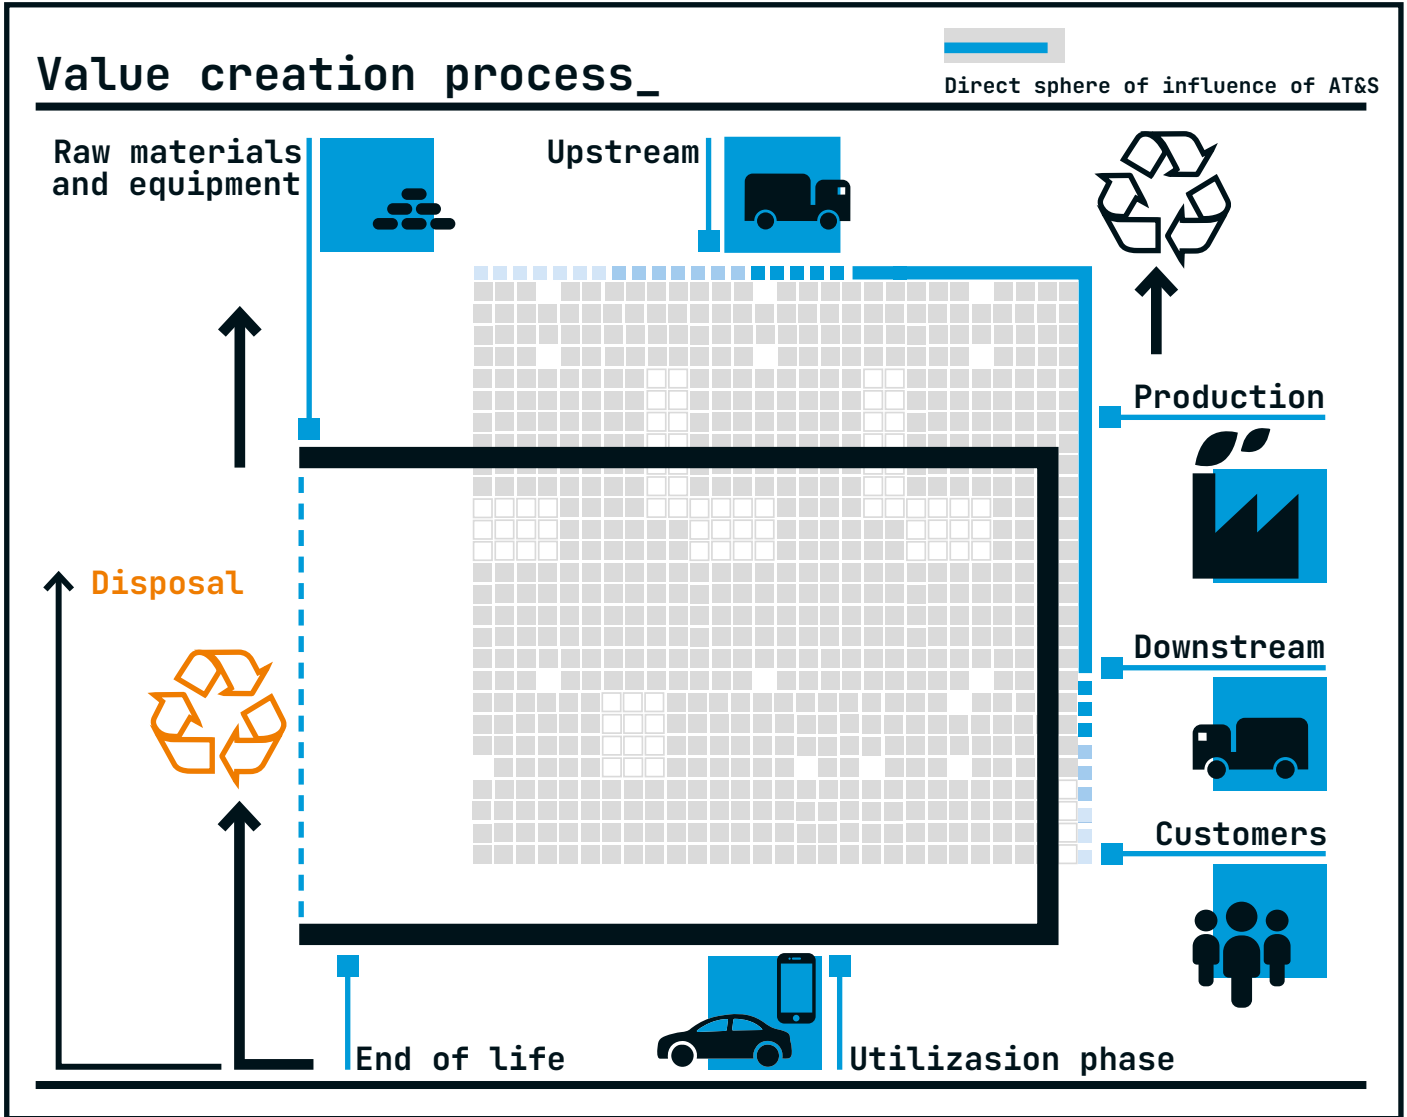 Value creation process_
Direct sphere of influence of AT&S
Raw materials
and equipment
Upstream
Production
Disposal
Downstream
Customers
End of life
Utilizasion phase